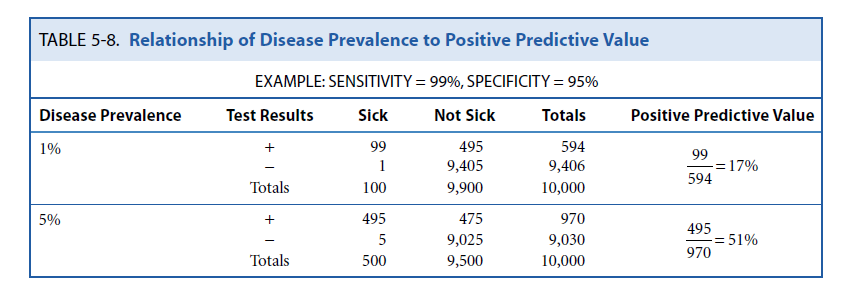 TABLE 5-8. Relationship of Disease Prevalence to Positive Predictive Value
EXAMPLE: SENSITIVITY = 99%, SPECIFICITY = 95%
Disease Prevalence Test Results Sick Not Sick Totals Positive Predictive Value
1% + 99 495 594
99/594 = 17%
− 1 9,405 9,406
Totals 100 9,900 10,000
5% + 495 475 970
495/970 = 51%
− 5 9,025 9,030
Totals 500 9,500 10,000